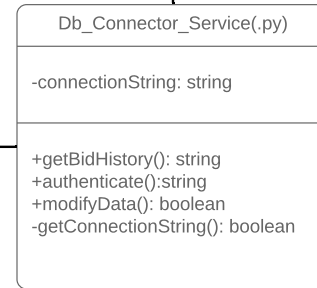 Db_Connector_Service(.py)
-connectionString: string
+getBidHistory(): string
+authenticate():string
+modifyData(): boolean
-getConnectionString(): boolean